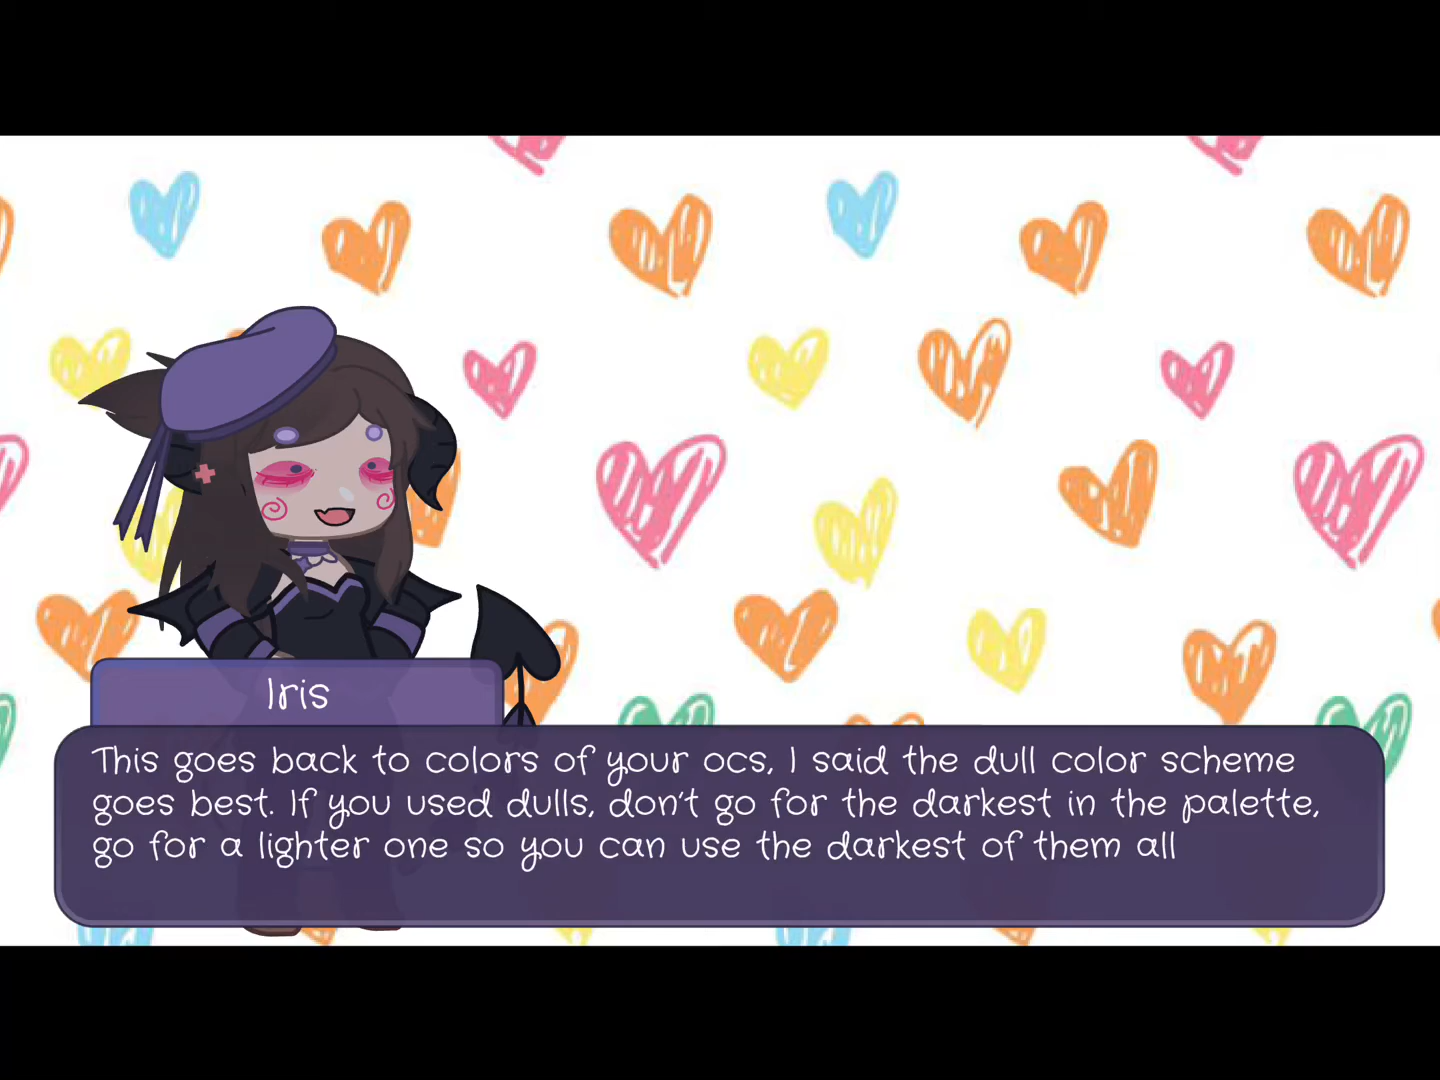 Iris
This goes back to colors of your ocs, I said the dull color scheme
goes best. If you used dulls, don't go for the darkest in the palette,
go for a lighter one so you can use the darkest of them all